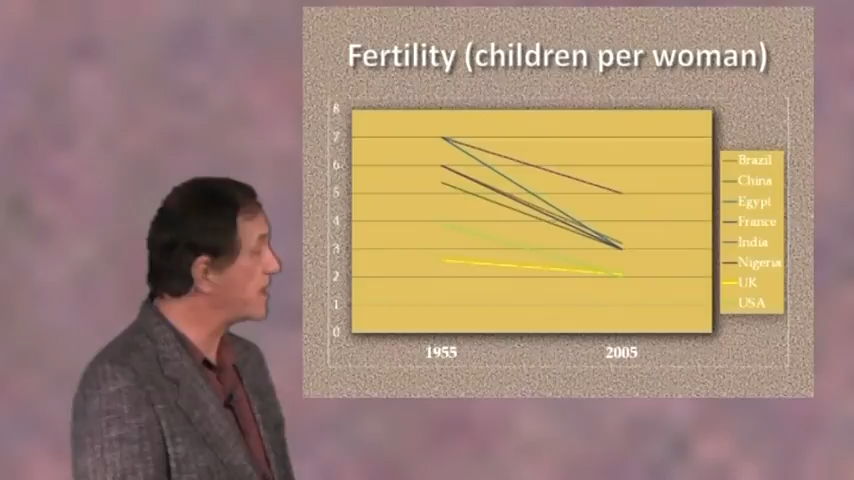 Fertility (children per woman)
8
7
6
5
4
3
2
1
0
1955
2005
Brazil
China
Egypt
France
India
Nigeria
UK
USA